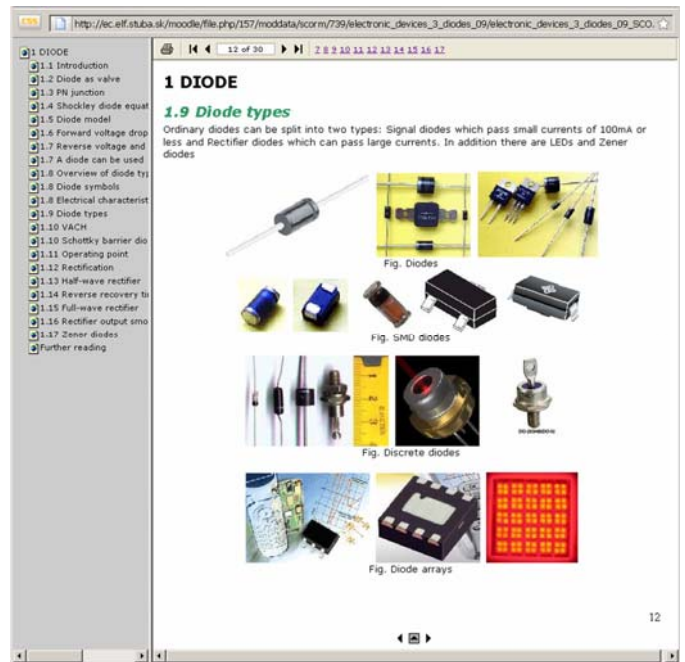 CSS http://ec.elf.stuba.sk/moodle/file.php/157/moddata/scorm/739/electronic_devices_3_diodes_09/electronic_devices_3_diodes_09_SCO.
12 of 30 7 8 9 10 11 12 13 14 15 16 17
1 DIODE
1.1 Introduction
1.2 Diode as valve
1.3 PN junction
1.4 Shockley diode equat
1.5 Diode model
1.6 Forward voltage drop
1.7 Reverse voltage and
1.7 A diode can be used
1.8 Overview of diode typ
1.8 Diode symbols
1.8 Electrical characterist
1.9 Diode types
1.10 VACH
1.10 Schottky barrier dio
1.11 Operating point
1.12 Rectification
1.13 Half-wave rectifier
1.14 Reverse recovery ti
1.15 Full-wave rectifier
1.16 Rectifier output smo
1.17 Zenor diodes
Further reading
1 DIODE
1.9 Diode types
Ordinary diodes can be split into two types: Signal diodes which pass small currents of 100mA or
less and Rectifier diodes which can pass large currents. In addition there are LEDs and Zener
diodes
Fig. Diodes
Fig. SMD diodes
Fig. Discrete diodes
Fig. Diode arrays
12